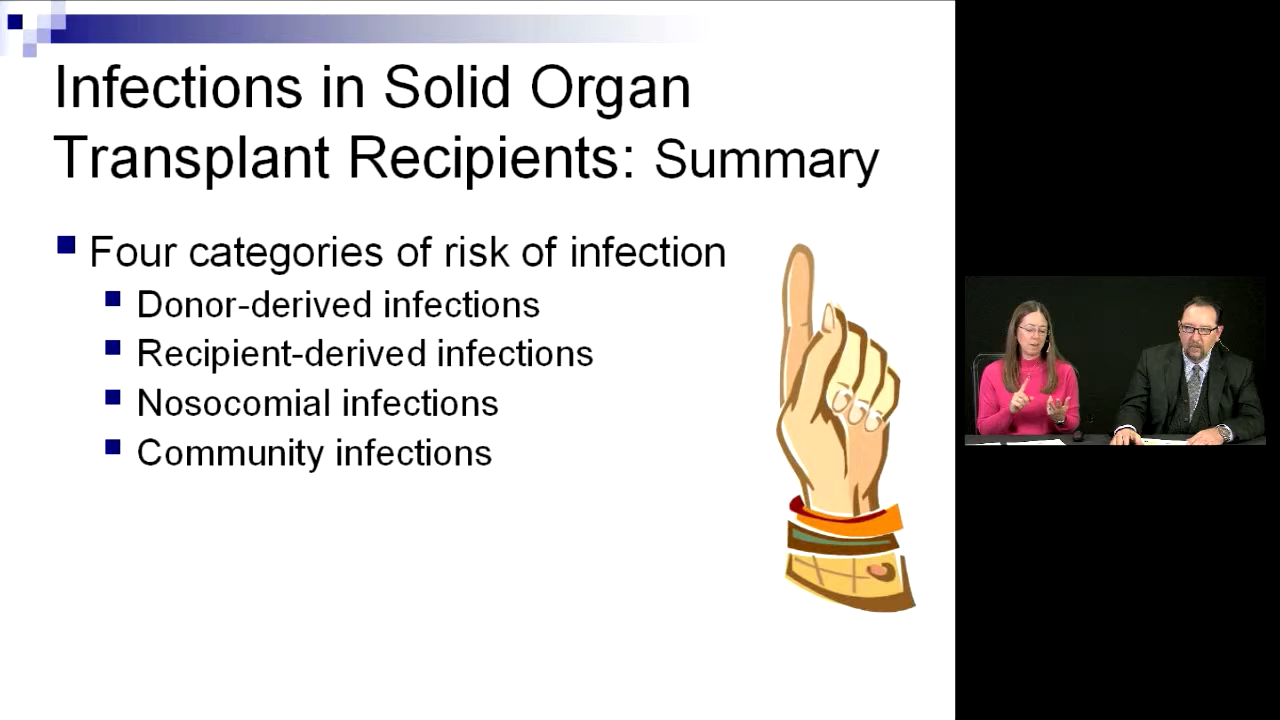 Infections in Solid Organ
Transplant Recipients: Summary
Four categories of risk of infection
Donor-derived infections
Recipient-derived infections
Nosocomial infections
Community infections